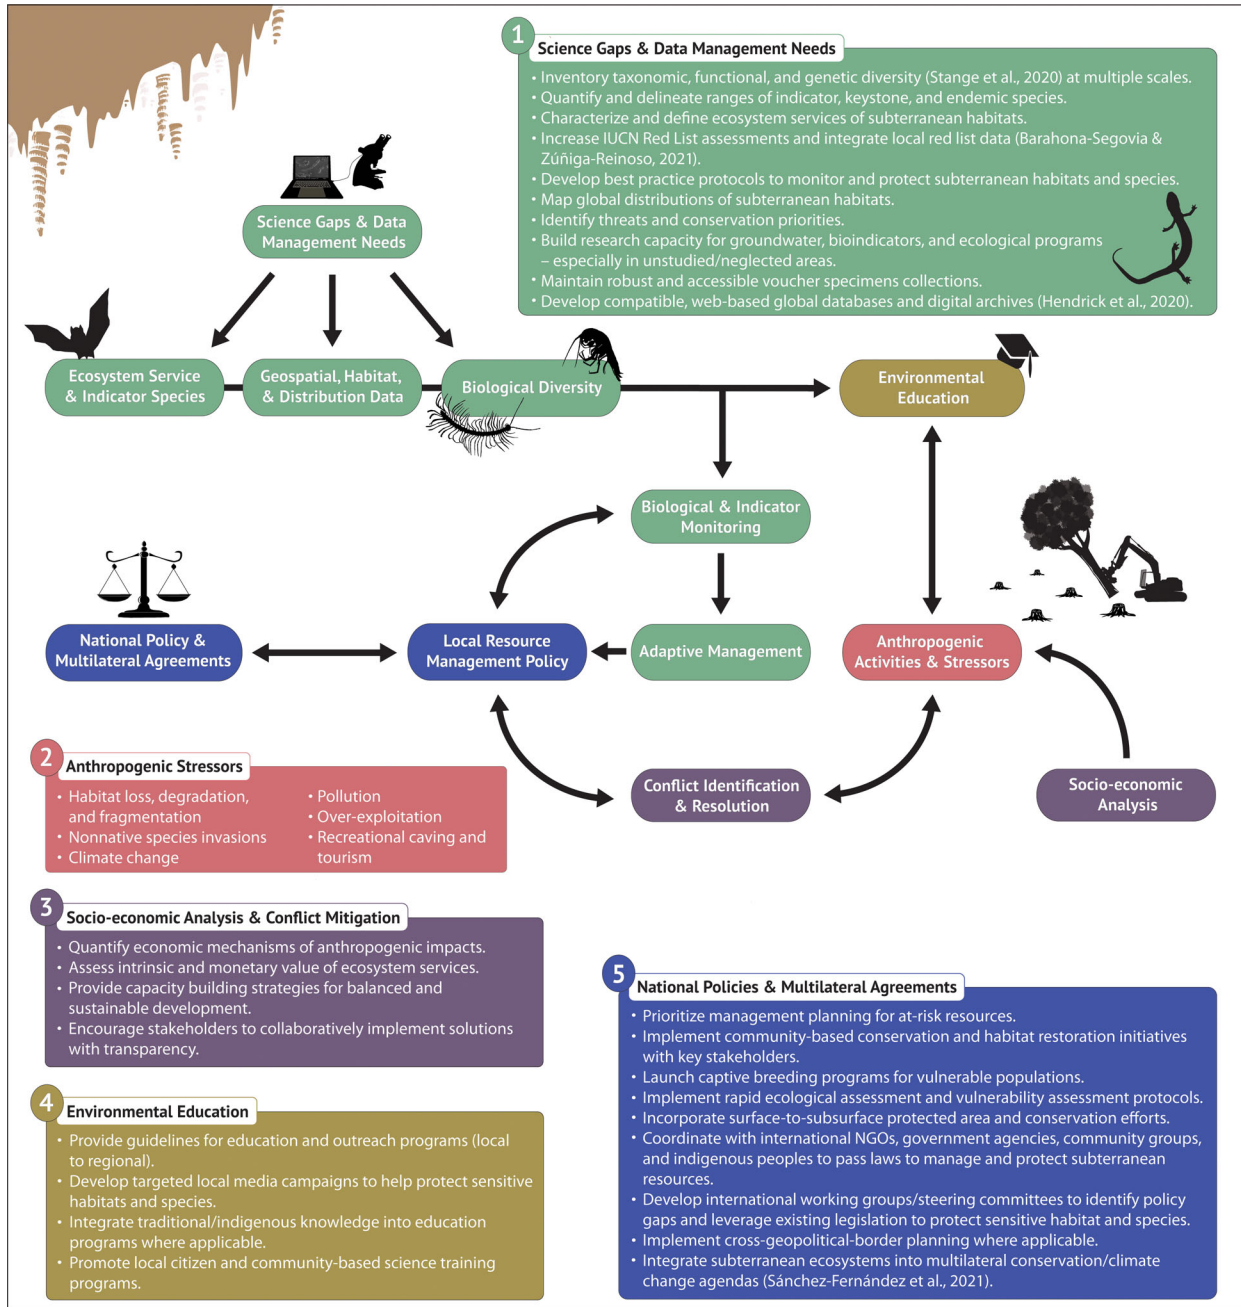 1
Science Gaps & Data Management Needs
• Inventory taxonomic, functional, and genetic diversity (Stange et al., 2020) at multiple scales.
• Quantify and delineate ranges of indicator, keystone, and endemic species.
• Characterize and define ecosystem services of subterranean habitats.
• Increase IUCN Red List assessments and integrate local red list data (Barahona-Segovia &
Zúñiga-Reinoso, 2021).
• Develop best practice protocols to monitor and protect subterranean habitats and species.
• Map global distributions of subterranean habitats.
• Identify threats and conservation priorities.
• Build research capacity for groundwater, bioindicators, and ecological programs
– especially in unstudied/neglected areas.
• Maintain robust and accessible voucher specimens collections.
• Develop compatible, web-based global databases and digital archives (Hendrick et al., 2020).
Science Gaps & Data
Management Needs
Ecosystem Service
& Indicator Species
Geospatial, Habitat,
& Distribution Data
Biological Diversity
Environmental
Education
Biological & Indicator
Monitoring
National Policy &
Multilateral Agreements
Local Resource
Management Policy
Adaptive Management
Anthropogenic
Activities & Stressors
Conflict Identification
& Resolution
Socio-economic
Analysis
2
Anthropogenic Stressors
• Habitat loss, degradation,
and fragmentation
• Nonnative species invasions
• Climate change
• Pollution
• Over-exploitation
• Recreational caving and
tourism
3
Socio-economic Analysis & Conflict Mitigation
• Quantify economic mechanisms of anthropogenic impacts.
• Assess intrinsic and monetary value of ecosystem services.
• Provide capacity building strategies for balanced and
sustainable development.
• Encourage stakeholders to collaboratively implement solutions
with transparency.
4
Environmental Education
• Provide guidelines for education and outreach programs (local
to regional).
• Develop targeted local media campaigns to help protect sensitive
habitats and species.
• Integrate traditional/indigenous knowledge into education
programs where applicable.
• Promote local citizen and community-based science training
programs.
5
National Policies & Multilateral Agreements
• Prioritize management planning for at-risk resources.
• Implement community-based conservation and habitat restoration initiatives
with key stakeholders.
• Launch captive breeding programs for vulnerable populations.
• Implement rapid ecological assessment and vulnerability assessment protocols.
• Incorporate surface-to-subsurface protected area and conservation efforts.
• Coordinate with international NGOs, government agencies, community groups,
and indigenous peoples to pass laws to manage and protect subterranean
resources.
• Develop international working groups/steering committees to identify policy
gaps and leverage existing legislation to protect sensitive habitat and species.
• Implement cross-geopolitical-border planning where applicable.
• Integrate subterranean ecosystems into multilateral conservation/climate
change agendas (Sánchez-Fernández et al., 2021).